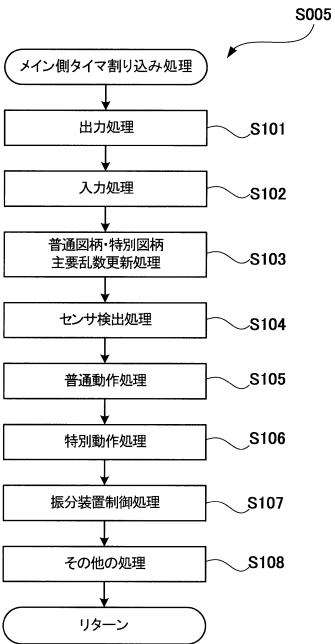 S005
メイン側タイマ割り込み処理
出力処理
S101
入力処理
S102
普通図柄・特別図柄
主要乱数更新処理
S103
センサ検出処理
S104
普通動作処理
S105
特別動作処理
S106
振分装置制御処理
S107
その他の処理
S108
リターン